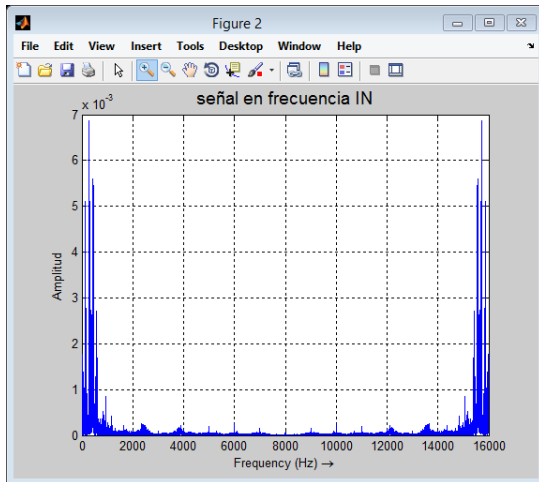 Figure 2
File Edit View Insert Tools Desktop Window Help
señal en frecuencia IN
x 10⁻³
7
6
5
4
3
2
1
0
Amplitud
0 2000 4000 6000 8000 10000 12000 14000 16000
Frequency (Hz) →